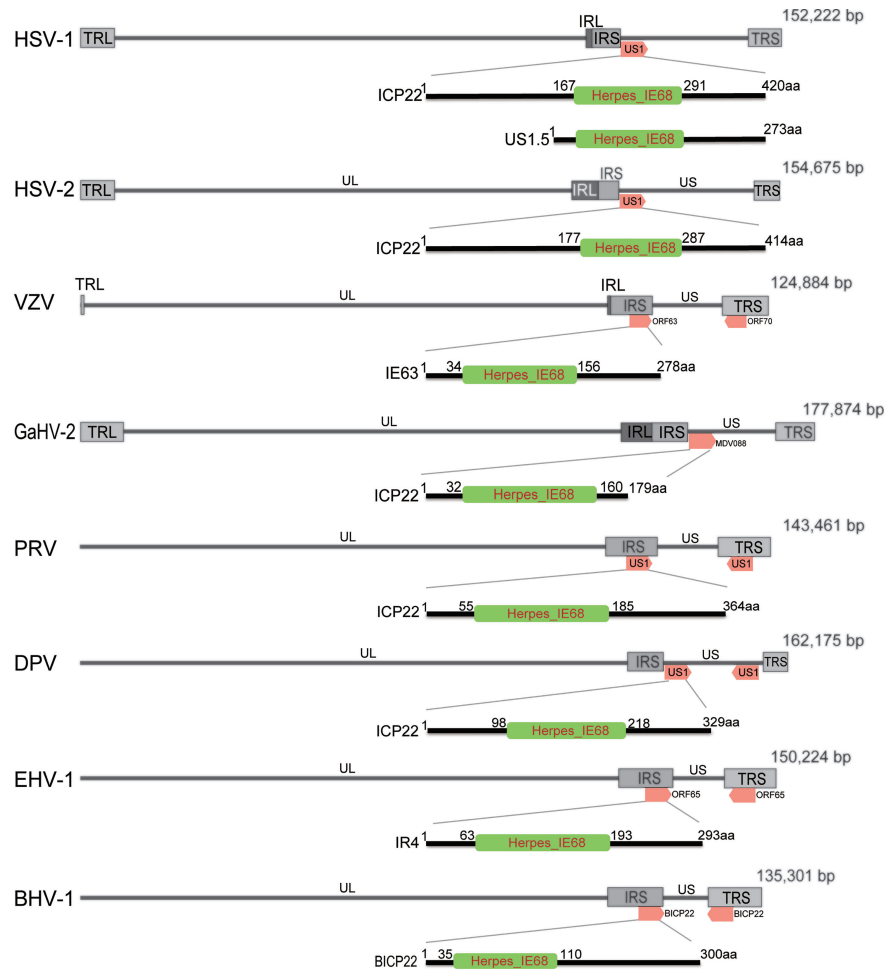 152,222 bp
IRL
HSV-1 TRL IRS TRS
US1
ICP22 1 167 Herpes_IE68 291 420aa
US1.5 1 Herpes_IE68 273aa
154,675 bp
UL IRS US
HSV-2 TRL IRL TRS
US1
ICP22 1 177 Herpes_IE68 287 414aa
TRL IRL 124,884 bp
VZV UL IRS US TRS
ORF63 ORF70
IE63 1 34 Herpes_IE68 156 278aa
177,874 bp
UL US
GaHV-2 TRL IRL IRS TRS
MDV088
ICP22 1 32 Herpes_IE68 160 179aa
143,461 bp
UL US
PRV IRS TRS
US1 US1
ICP22 1 55 Herpes_IE68 185 364aa
162,175 bp
UL US
DPV IRS TRS
US1 US1
ICP22 1 98 Herpes_IE68 218 329aa
150,224 bp
UL US
EHV-1 IRS TRS
ORF65 ORF65
IR4 1 63 Herpes_IE68 193 293aa
135,301 bp
UL US
BHV-1 IRS TRS
BICP22 BICP22
BICP22 1 35 Herpes_IE68 110 300aa